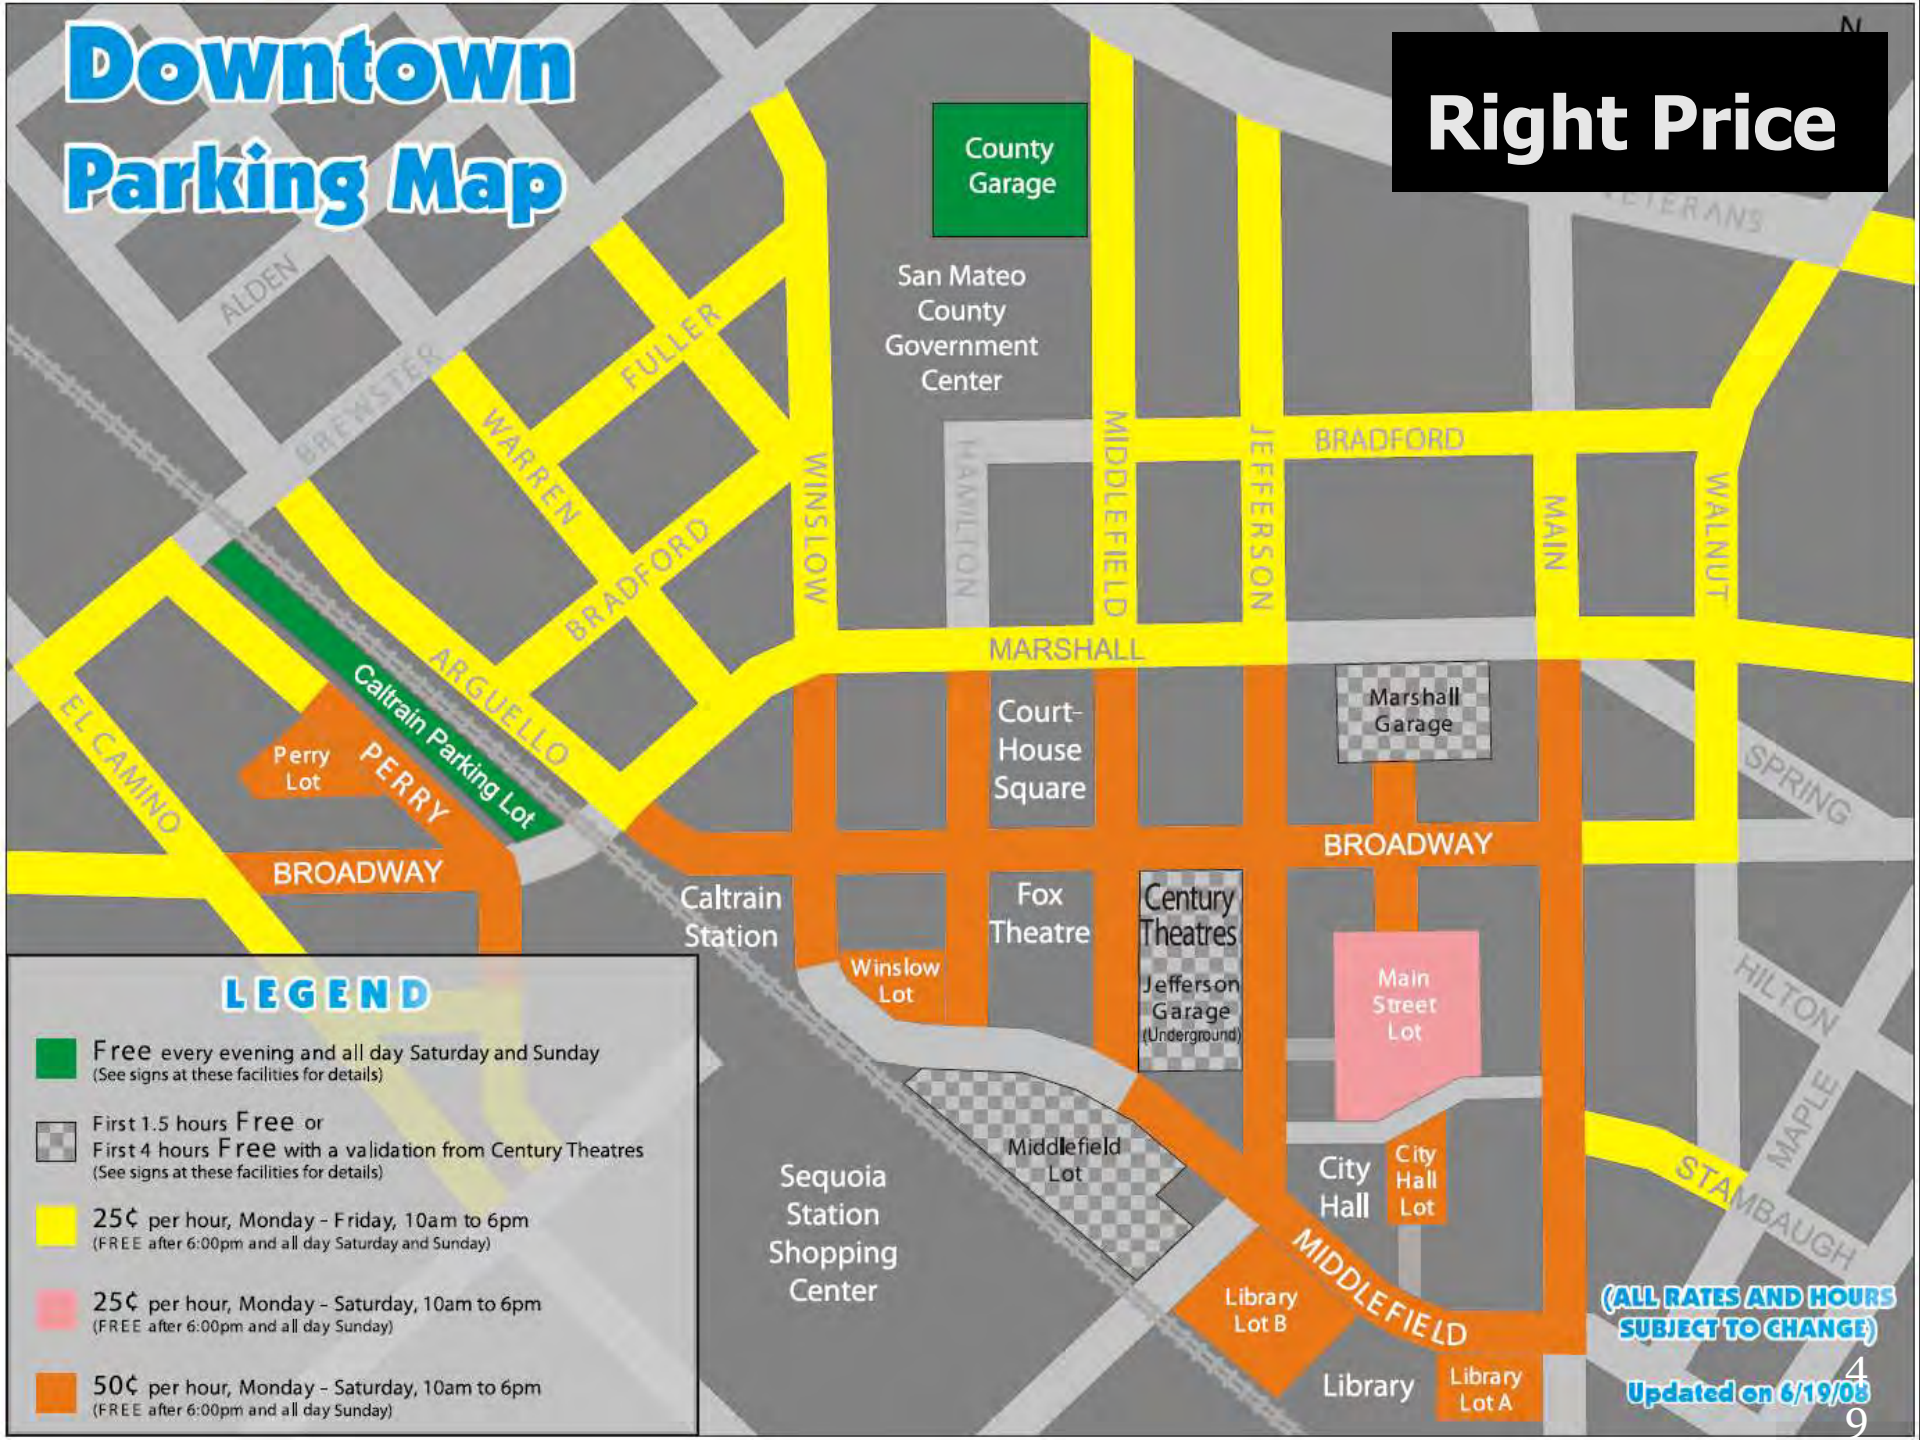 Downtown
Parking Map
N
Right Price
County
Garage
San Mateo
County
Government
Center
VETERANS
ALDEN
BREWSTER
FULLER
WARREN
BRADFORD
WINSLOW
HAMILTON
MIDDLEFIELD
JEFFERSON
BRADFORD
MAIN
WALNUT
MARSHALL
ARGUELLO
Caltrain Parking Lot
EL CAMINO
Perry
Lot
PERRY
BROADWAY
Court-
House
Square
Marshall
Garage
SPRING
BROADWAY
Caltrain
Station
Fox
Theatre
Century
Theatres
Jefferson
Garage
(Underground)
Winslow
Lot
Main
Street
Lot
HILTON
MAPLE
STAMBAUGH
Middlefield
Lot
Sequoia
Station
Shopping
Center
City
Hall
City
Hall
Lot
MIDDLEFIELD
Library
Lot B
Library
Library
Lot A
LEGEND
Free every evening and all day Saturday and Sunday
(See signs at these facilities for details)
First 1.5 hours Free or
First 4 hours Free with a validation from Century Theatres
(See signs at these facilities for details)
25¢ per hour, Monday - Friday, 10am to 6pm
(FREE after 6:00pm and all day Saturday and Sunday)
25¢ per hour, Monday - Saturday, 10am to 6pm
(FREE after 6:00pm and all day Sunday)
50¢ per hour, Monday - Saturday, 10am to 6pm
(FREE after 6:00pm and all day Sunday)
(ALL RATES AND HOURS
SUBJECT TO CHANGE)
Updated on 6/19/08
4
9